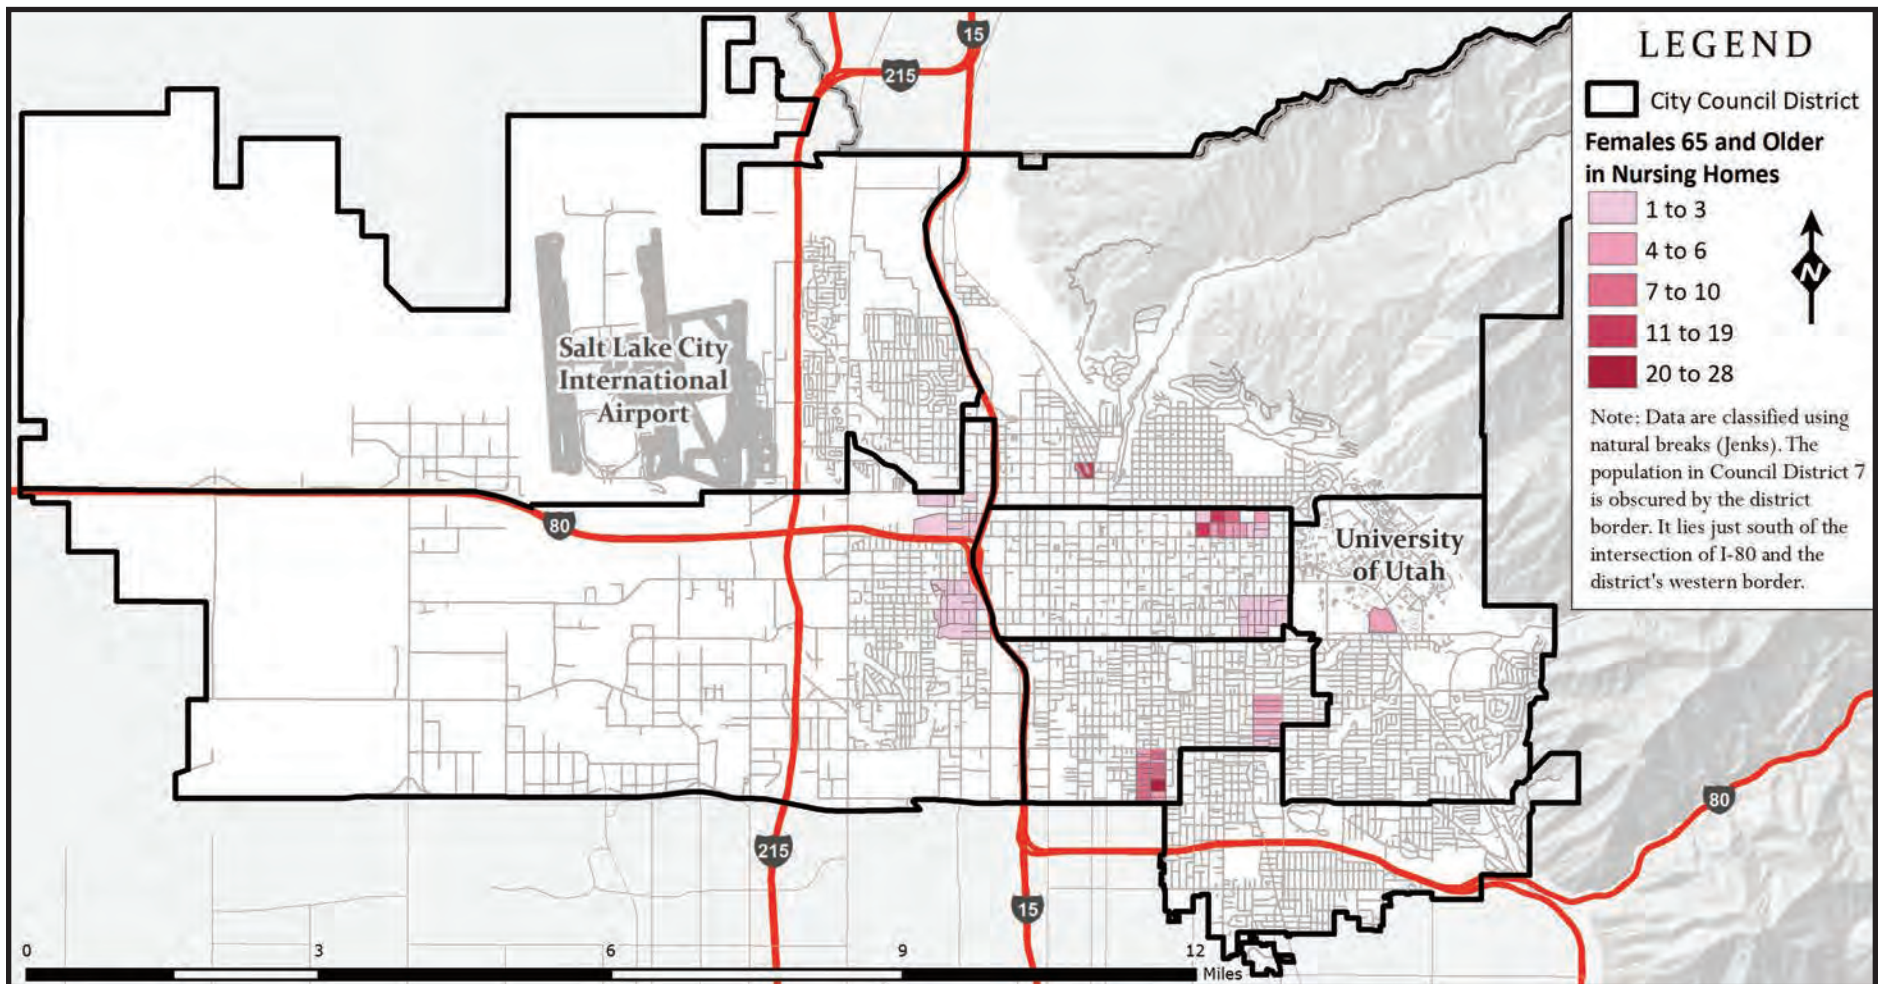 LEGEND
City Council District
Females 65 and Older
in Nursing Homes
1 to 3
4 to 6
7 to 10
11 to 19
20 to 28
N
Note: Data are classified using
natural breaks (Jenks). The
population in Council District 7
is obscured by the district
border. It lies just south of the
intersection of I-80 and the
district's western border.
15
215
Salt Lake City
International
Airport
80
University
of Utah
80
215
15
0 3 6 9 12
Miles